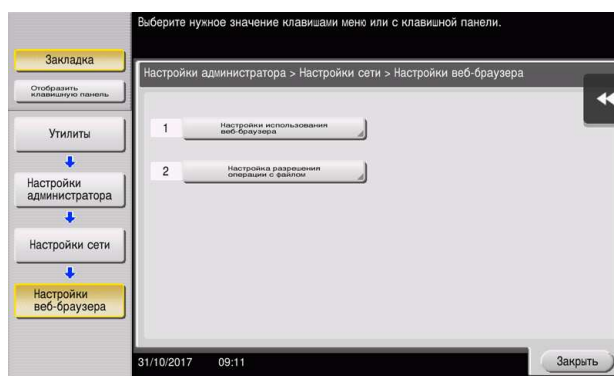 Выберите нужное значение клавишами меню или с клавишной панели.
Закладка
Отобразить
клавишную панель
Утилиты
Настройки
администратора
Настройки сети
Настройки
веб-браузера
Настройки администратора > Настройки сети > Настройки веб-браузера
1 Настройки использования
веб-браузера
2 Настройка разрешения
операции с файлом
31/10/2017 09:11
Закрыть